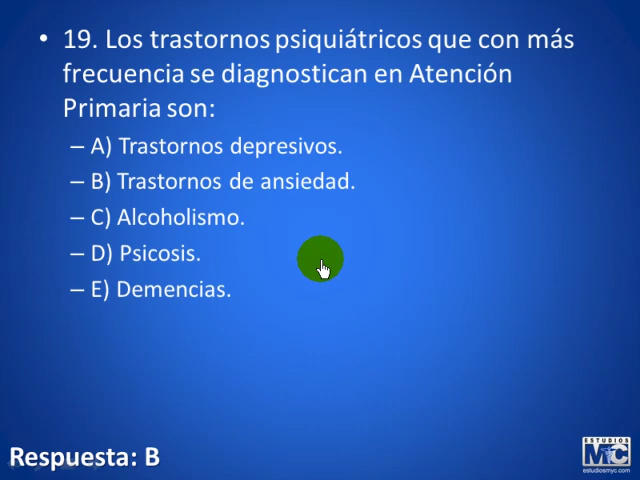 • 19. Los trastornos psiquiátricos que con más
frecuencia se diagnostican en Atención
Primaria son:
– A) Trastornos depresivos.
– B) Trastornos de ansiedad.
– C) Alcoholismo.
– D) Psicosis.
– E) Demencias.
Respuesta: B
ESTUDIOS
MC
estudiosmyc.com